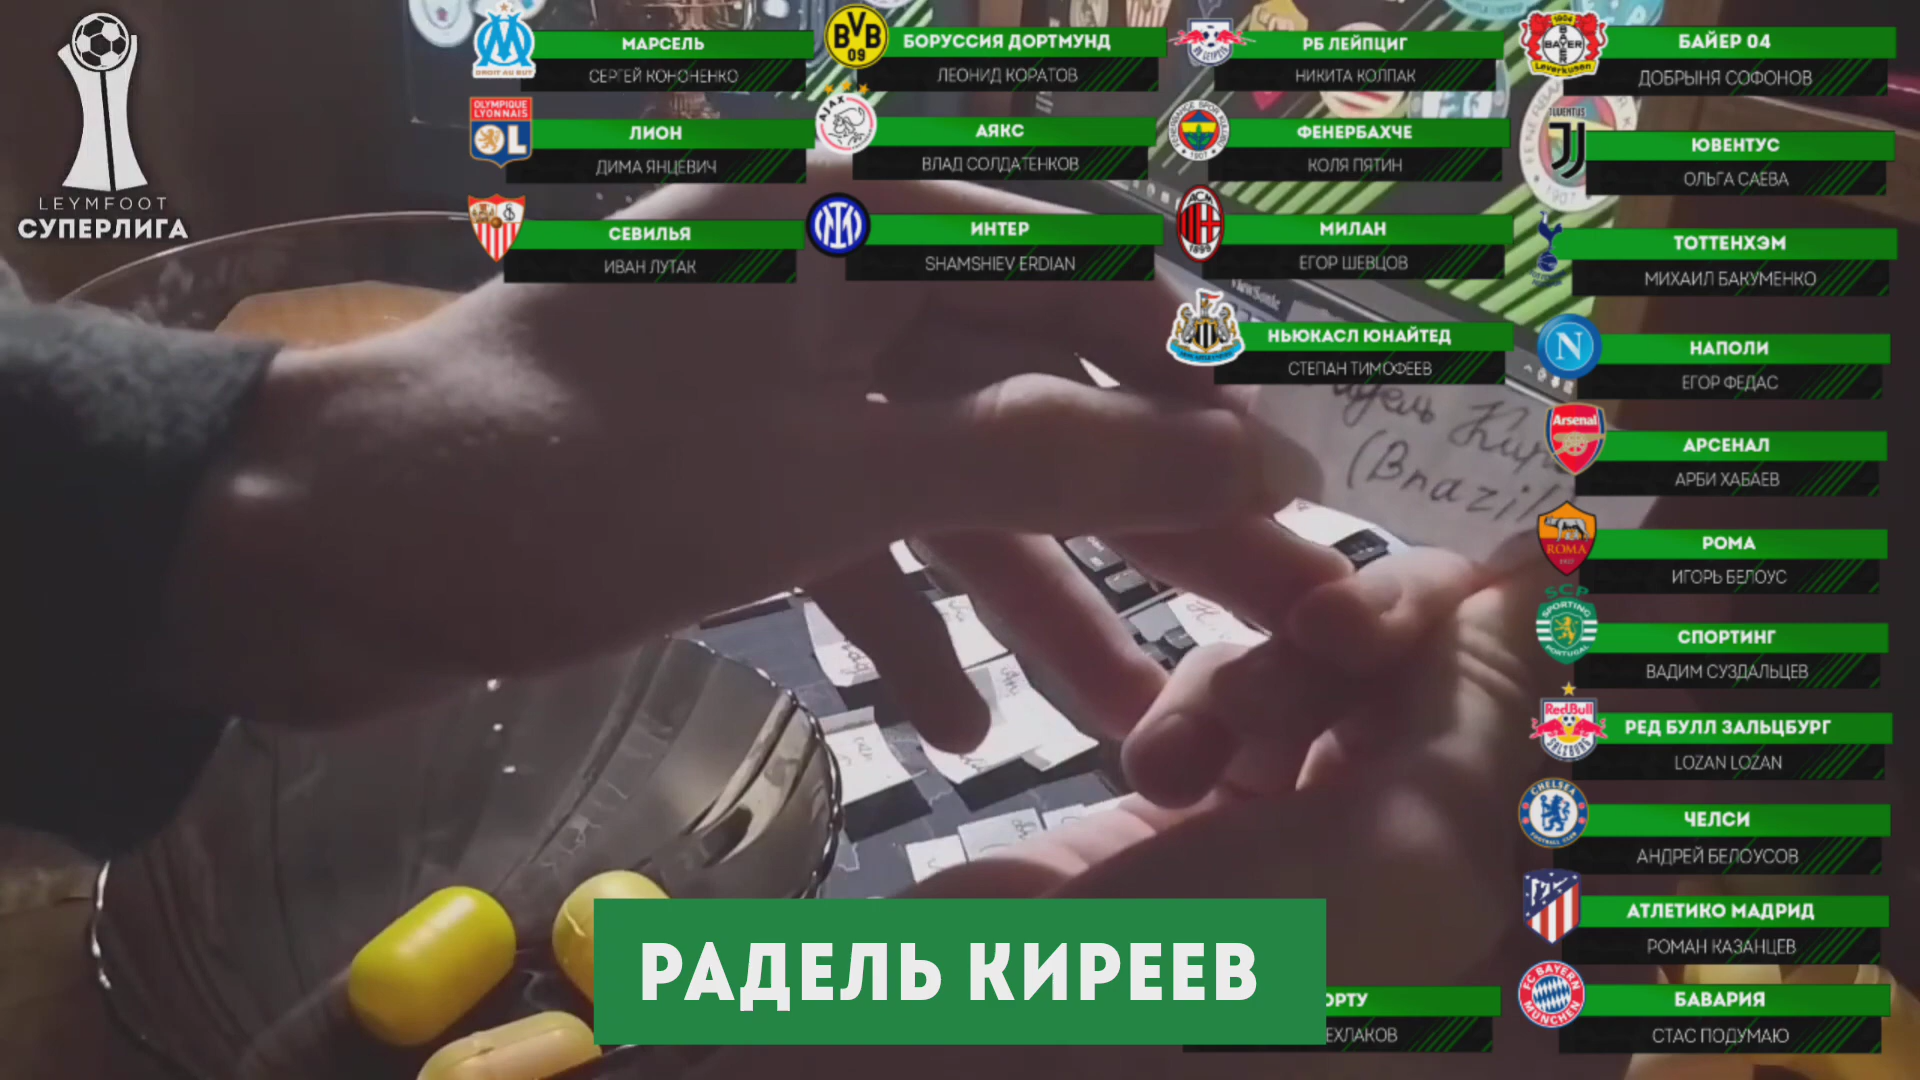 LEYMFOOT
СУПЕРЛИГА
МАРСЕЛЬ
СЕРГЕЙ КОНОНЕНКО
ЛИОН
ДИМА ЯНЦЕВИЧ
СЕВИЛЬЯ
ИВАН ЛУТАК
БОРУССИЯ ДОРТМУНД
ЛЕОНИД КОРАТОВ
АЯКС
ВЛАД СОЛДАТЕНКОВ
ИНТЕР
SHAMSHIEV ERDIAN
РБ ЛЕЙПЦИГ
НИКИТА КОЛПАК
ФЕНЕРБАХЧЕ
КОЛЯ ПЯТИН
МИЛАН
ЕГОР ШЕВЦОВ
НЬЮКАСЛ ЮНАЙТЕД
СТЕПАН ТИМОФЕЕВ
БАЙЕР 04
ДОБРЫНЯ СОФОНОВ
ЮВЕНТУС
ОЛЬГА САЕВА
ТОТТЕНХЭМ
МИХАИЛ БАКУМЕНКО
НАПОЛИ
ЕГОР ФЕДАС
АРСЕНАЛ
АРБИ ХАБАЕВ
РОМА
ИГОРЬ БЕЛОУС
СПОРТИНГ
ВАДИМ СУЗДАЛЬЦЕВ
РЕД БУЛЛ ЗАЛЬЦБУРГ
LOZAN LOZAN
ЧЕЛСИ
АНДРЕЙ БЕЛОУСОВ
АТЛЕТИКО МАДРИД
РОМАН КАЗАНЦЕВ
БАВАРИЯ
СТАС ПОДУМАЮ
ОРТУ
ЕХЛАКОВ
(Brazil
РАДЕЛЬ КИРЕЕВ